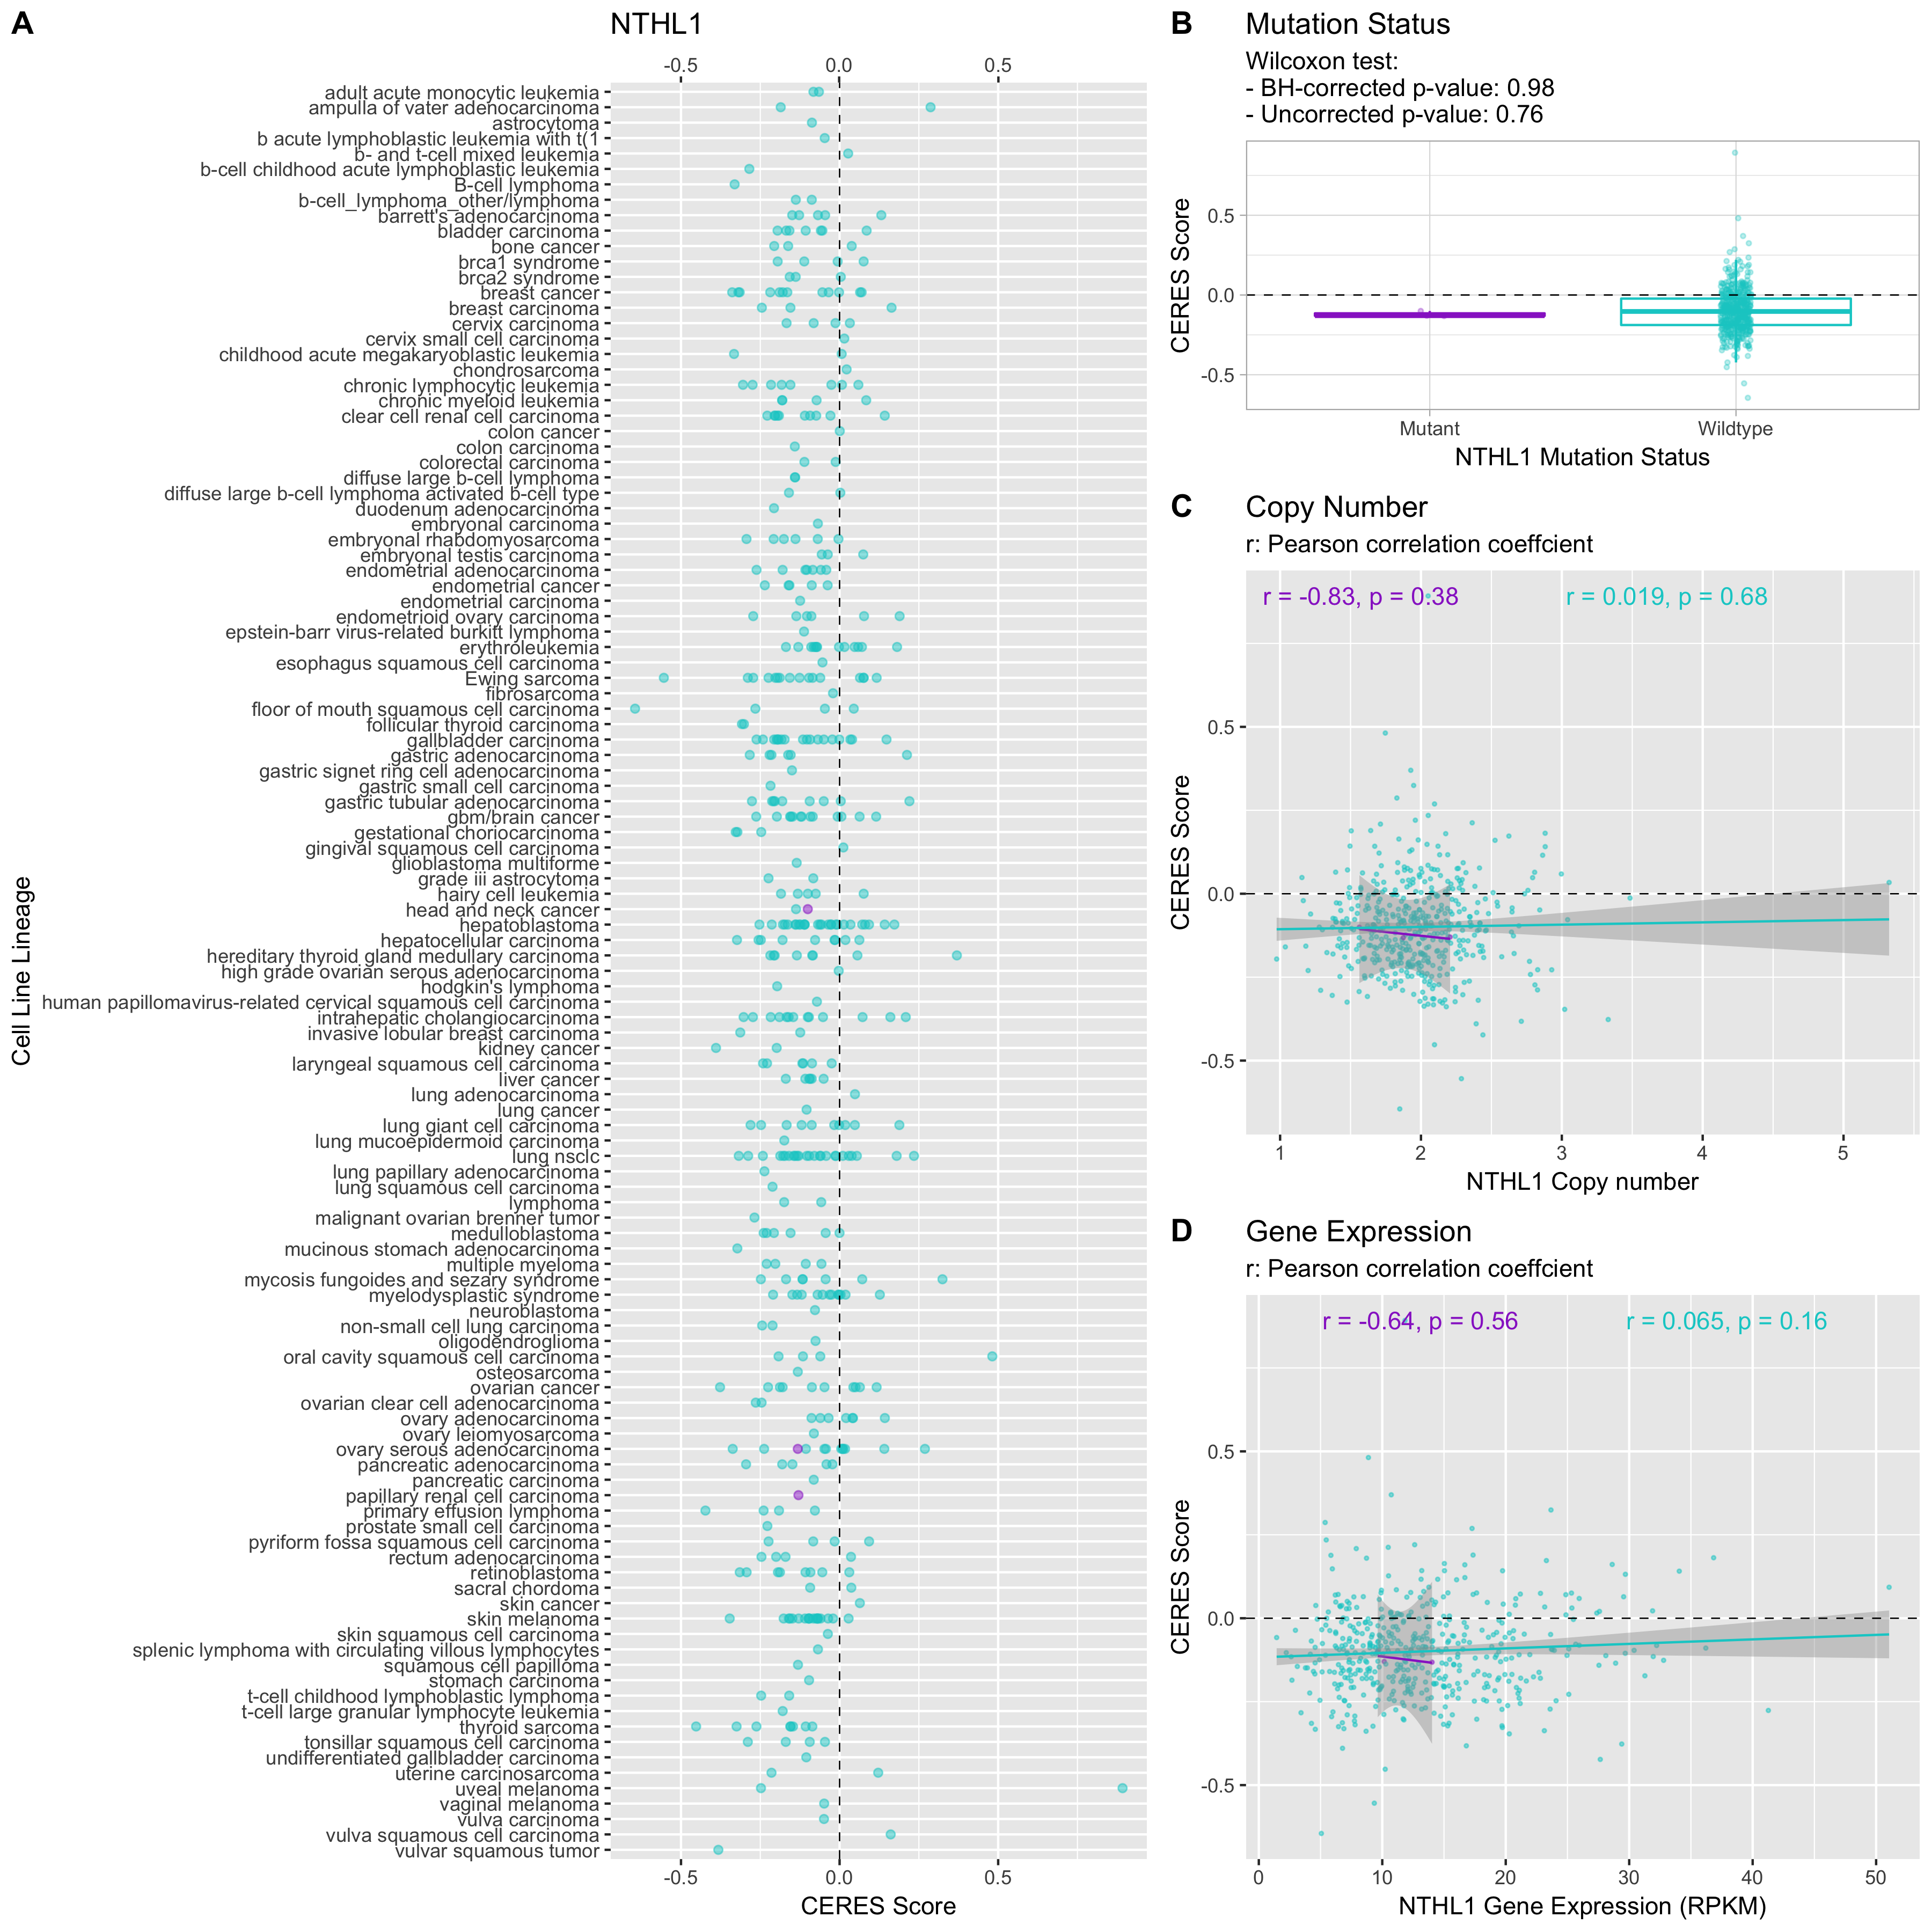 A
NTHL1
-0.5 0.0 0.5
adult acute monocytic leukemia
ampulla of vater adenocarcinoma
astrocytoma
b acute lymphoblastic leukemia with t(1
b- and t-cell mixed leukemia
b-cell childhood acute lymphoblastic leukemia
B-cell lymphoma
b-cell_lymphoma_other/lymphoma
barrett's adenocarcinoma
bladder carcinoma
bone cancer
brca1 syndrome
brca2 syndrome
breast cancer
breast carcinoma
cervix carcinoma
cervix small cell carcinoma
childhood acute megakaryoblastic leukemia
chondrosarcoma
chronic lymphocytic leukemia
chronic myeloid leukemia
clear cell renal cell carcinoma
colon cancer
colon carcinoma
colorectal carcinoma
diffuse large b-cell lymphoma
diffuse large b-cell lymphoma activated b-cell type
duodenum adenocarcinoma
embryonal carcinoma
embryonal rhabdomyosarcoma
embryonal testis carcinoma
endometrial adenocarcinoma
endometrial cancer
endometrial carcinoma
endometrioid ovary carcinoma
epstein-barr virus-related burkitt lymphoma
erythroleukemia
esophagus squamous cell carcinoma
Ewing sarcoma
fibrosarcoma
floor of mouth squamous cell carcinoma
follicular thyroid carcinoma
gallbladder carcinoma
gastric adenocarcinoma
gastric signet ring cell adenocarcinoma
gastric small cell carcinoma
gastric tubular adenocarcinoma
gbm/brain cancer
gestational choriocarcinoma
gingival squamous cell carcinoma
glioblastoma multiforme
grade iii astrocytoma
hairy cell leukemia
head and neck cancer
hepatoblastoma
hepatocellular carcinoma
hereditary thyroid gland medullary carcinoma
high grade ovarian serous adenocarcinoma
hodgkin's lymphoma
human papillomavirus-related cervical squamous cell carcinoma
intrahepatic cholangiocarcinoma
invasive lobular breast carcinoma
kidney cancer
laryngeal squamous cell carcinoma
liver cancer
lung adenocarcinoma
lung cancer
lung giant cell carcinoma
lung mucoepidermoid carcinoma
lung nsclc
lung papillary adenocarcinoma
lung squamous cell carcinoma
lymphoma
malignant ovarian brenner tumor
medulloblastoma
mucinous stomach adenocarcinoma
multiple myeloma
mycosis fungoides and sezary syndrome
myelodysplastic syndrome
neuroblastoma
non-small cell lung carcinoma
oligodendroglioma
oral cavity squamous cell carcinoma
osteosarcoma
ovarian cancer
ovarian clear cell adenocarcinoma
ovary adenocarcinoma
ovary leiomyosarcoma
ovary serous adenocarcinoma
pancreatic adenocarcinoma
pancreatic carcinoma
papillary renal cell carcinoma
primary effusion lymphoma
prostate small cell carcinoma
pyriform fossa squamous cell carcinoma
rectum adenocarcinoma
retinoblastoma
sacral chordoma
skin cancer
skin melanoma
skin squamous cell carcinoma
splenic lymphoma with circulating villous lymphocytes
squamous cell papilloma
stomach carcinoma
t-cell childhood lymphoblastic lymphoma
t-cell large granular lymphocyte leukemia
thyroid sarcoma
tonsillar squamous cell carcinoma
undifferentiated gallbladder carcinoma
uterine carcinosarcoma
uveal melanoma
vaginal melanoma
vulva carcinoma
vulva squamous cell carcinoma
vulvar squamous tumor
-0.5 0.0 0.5
CERES Score
Cell Line Lineage
B
Mutation Status
Wilcoxon test:
- BH-corrected p-value: 0.98
- Uncorrected p-value: 0.76
CERES Score
0.5
0.0
-0.5
Mutant Wildtype
NTHL1 Mutation Status
C
Copy Number
r: Pearson correlation coeffcient
r = -0.83, p = 0.38 r = 0.019, p = 0.68
CERES Score
0.5
0.0
-0.5
1 2 3 4 5
NTHL1 Copy number
D
Gene Expression
r: Pearson correlation coeffcient
r = -0.64, p = 0.56 r = 0.065, p = 0.16
CERES Score
0.5
0.0
-0.5
0 10 20 30 40 50
NTHL1 Gene Expression (RPKM)